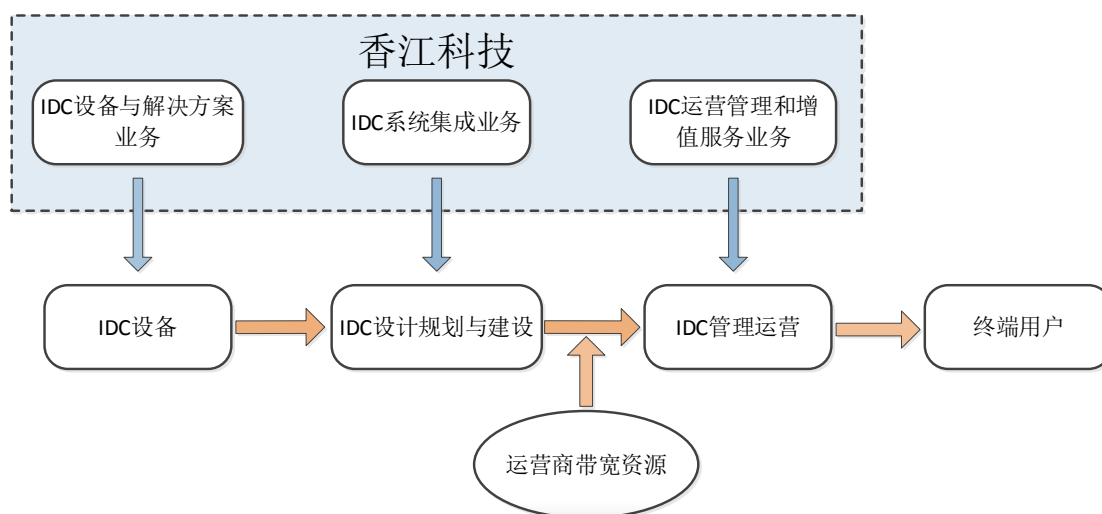 香江科技
IDC设备与解决方案
业务
IDC系统集成业务
IDC运营管理和增
值服务业务
IDC设备
IDC设计规划与建设
IDC管理运营
终端用户
运营商带宽资源